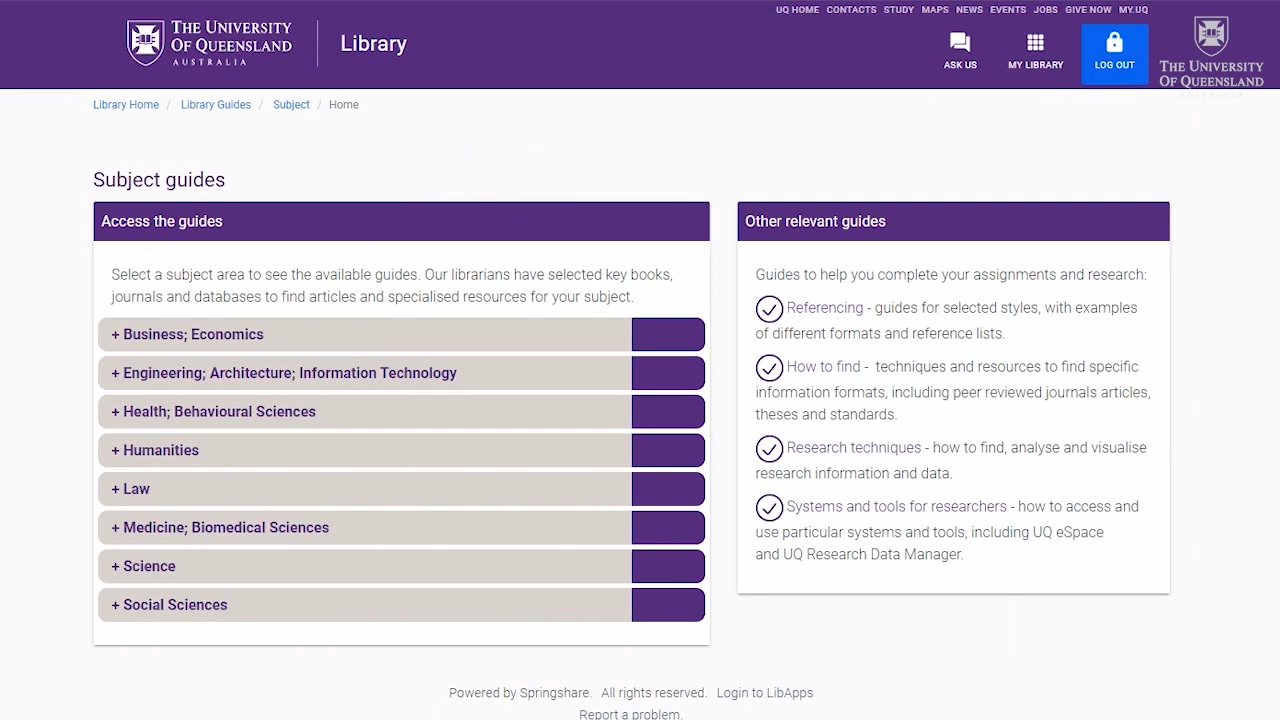 UQ HOME CONTACTS STUDY MAPS NEWS EVENTS JOBS GIVE NOW MY.UQ
THE UNIVERSITY
OF QUEENSLAND
AUSTRALIA
Library
ASK US
MY LIBRARY
LOG OUT
THE UNIVERSITY
OF QUEENSLAND
AUSTRALIA
Library Home / Library Guides / Subject / Home
Subject guides
Access the guides
Select a subject area to see the available guides. Our librarians have selected key books,
journals and databases to find articles and specialised resources for your subject.
+ Business; Economics
+ Engineering; Architecture; Information Technology
+ Health; Behavioural Sciences
+ Humanities
+ Law
+ Medicine; Biomedical Sciences
+ Science
+ Social Sciences
Other relevant guides
Guides to help you complete your assignments and research:
Referencing - guides for selected styles, with examples
of different formats and reference lists.
How to find - techniques and resources to find specific
information formats, including peer reviewed journals articles,
theses and standards.
Research techniques - how to find, analyse and visualise
research information and data.
Systems and tools for researchers - how to access and
use particular systems and tools, including UQ eSpace
and UQ Research Data Manager.
Powered by Springshare. All rights reserved. Login to LibApps
Report a problem.